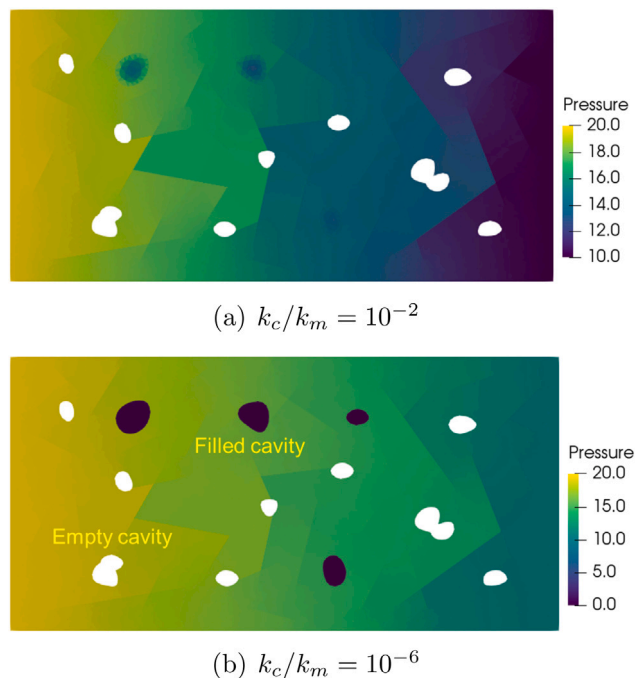 Pressure
20.0
18.0
16.0
14.0
12.0
10.0
(a) k_c/k_m = 10^{-2}
Filled cavity
Empty cavity
Pressure
20.0
15.0
10.0
5.0
0.0
(b) k_c/k_m = 10^{-6}